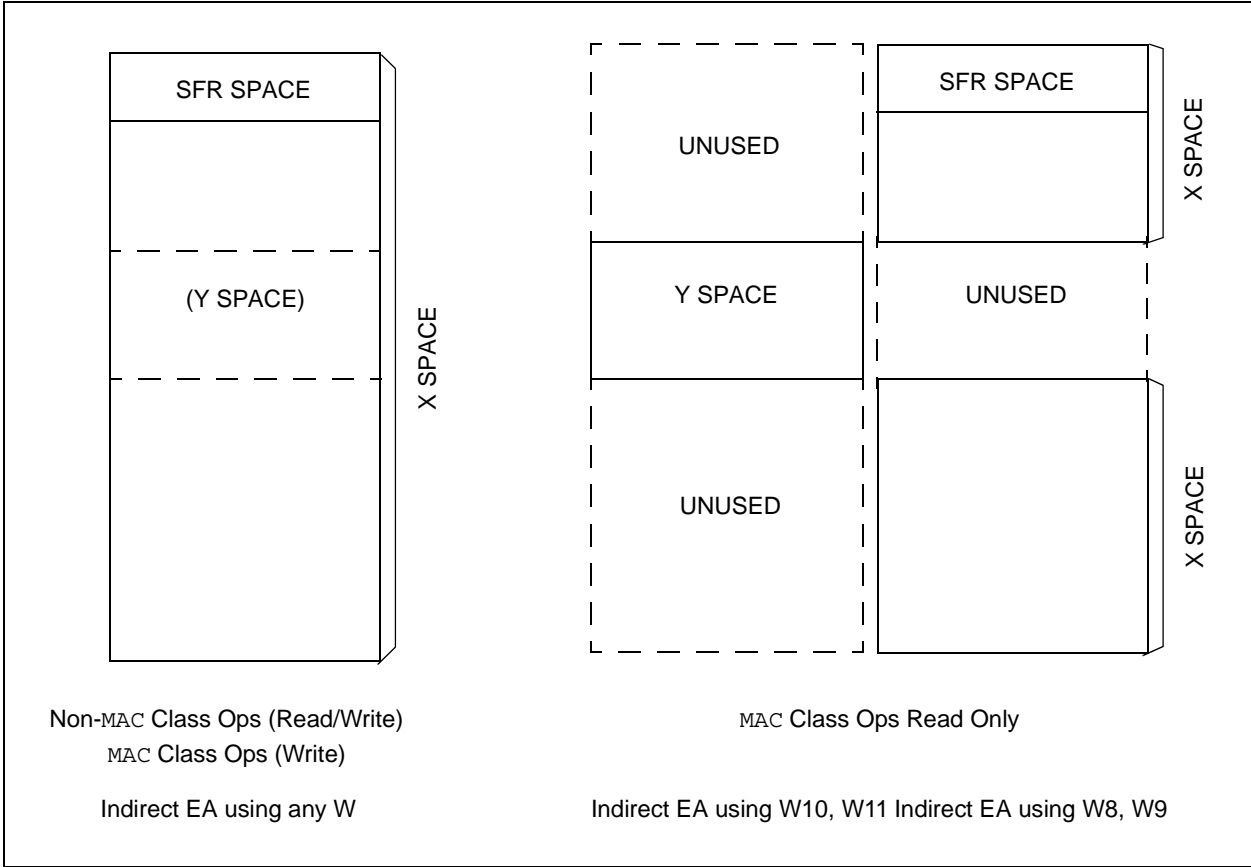 SFR SPACE
(Y SPACE)
X SPACE
Non-MAC Class Ops (Read/Write)
MAC Class Ops (Write)
Indirect EA using any W
UNUSED
Y SPACE
UNUSED
SFR SPACE
X SPACE
UNUSED
X SPACE
MAC Class Ops Read Only
Indirect EA using W10, W11 Indirect EA using W8, W9